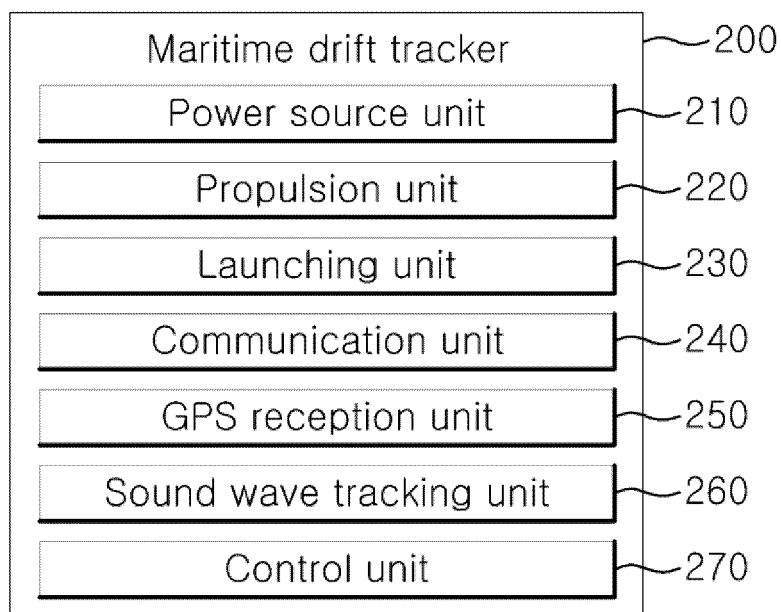 Maritime drift tracker 200
Power source unit 210
Propulsion unit 220
Launching unit 230
Communication unit 240
GPS reception unit 250
Sound wave tracking unit 260
Control unit 270